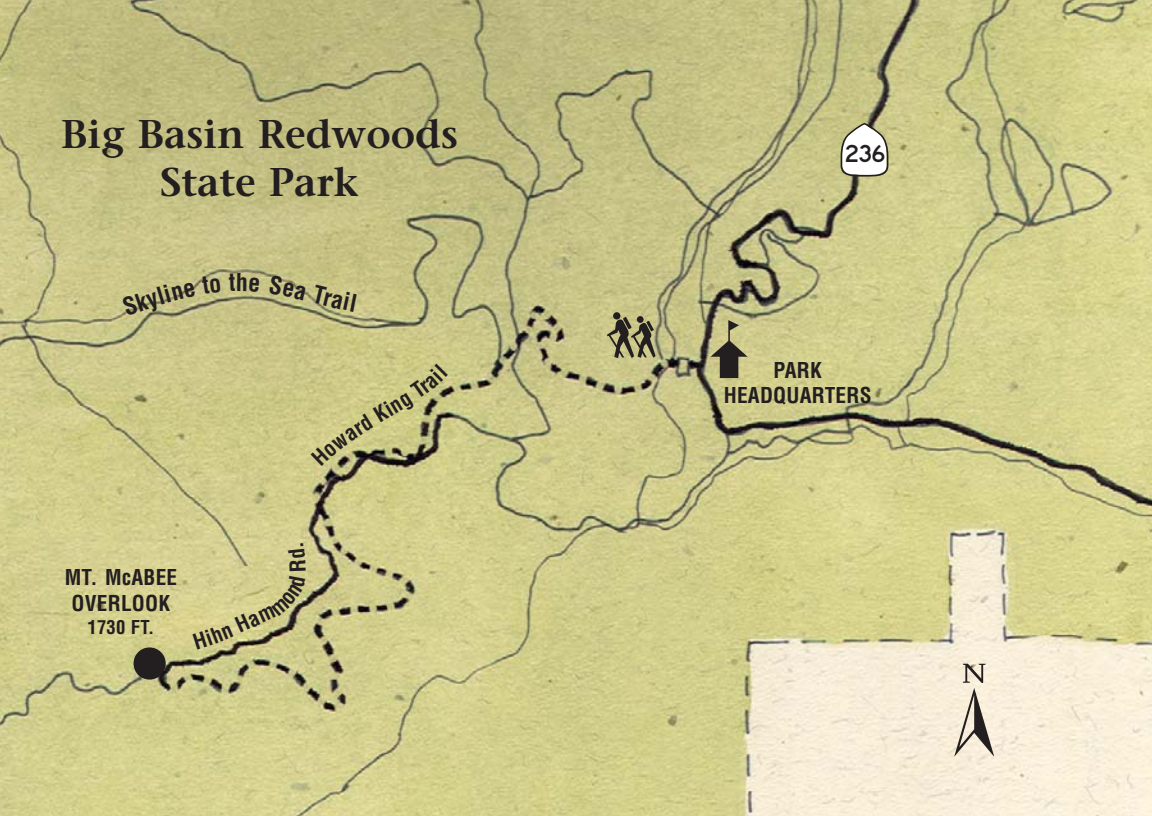 Big Basin Redwoods
State Park
236
Skyline to the Sea Trail
PARK
HEADQUARTERS
Howard King Trail
Hihn Hammond Rd.
MT. McABEE
OVERLOOK
1730 FT.
N